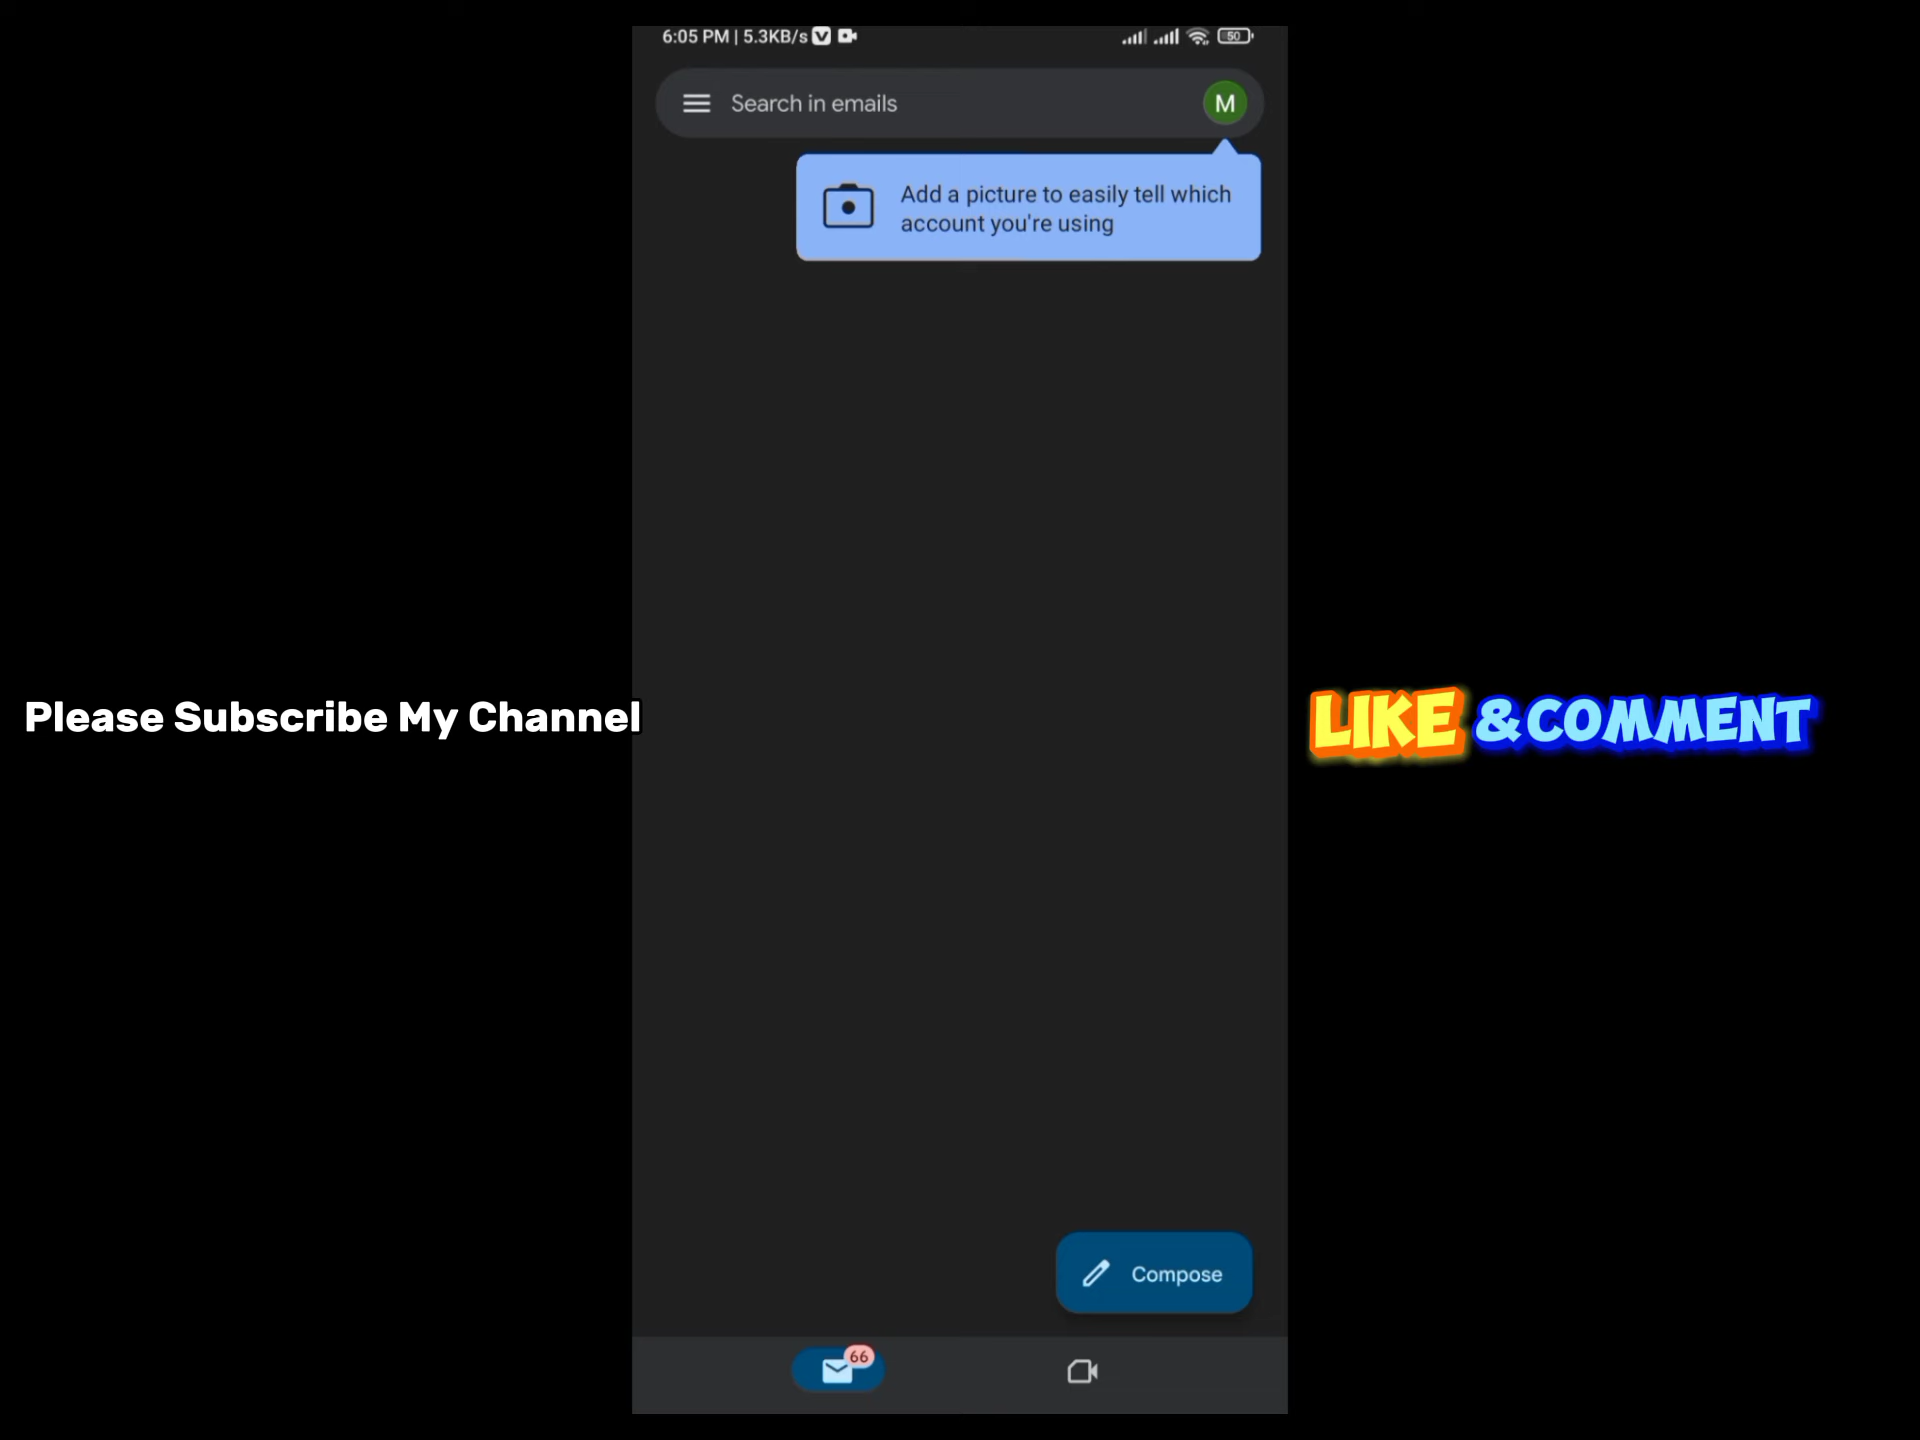 6:05 PM | 5.3KB/s
50
Search in emails
M
Add a picture to easily tell which
account you're using
Please Subscribe My Channel
LIKE &COMMENT
Compose
66